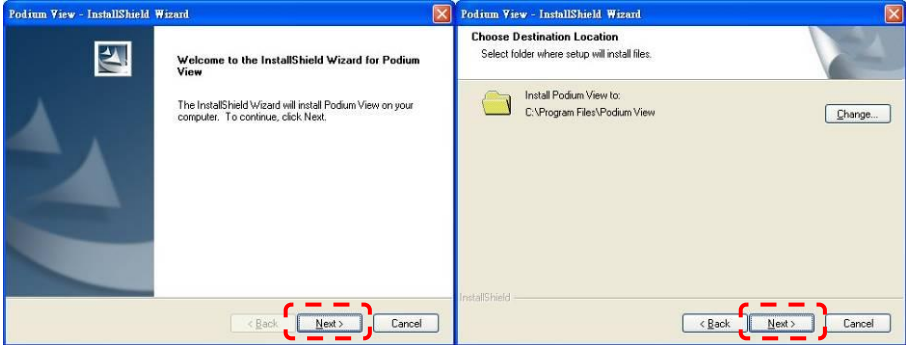 Podium View - InstallShield Wizard
Welcome to the InstallShield Wizard for Podium
View
The InstallShield Wizard will install Podium View on your
computer. To continue, click Next.
< Back
Next >
Cancel
Podium View - InstallShield Wizard
Choose Destination Location
Select folder where setup will install files.
Install Podium View to:
C:\Program Files\Podium View
Change...
InstallShield
< Back
Next >
Cancel